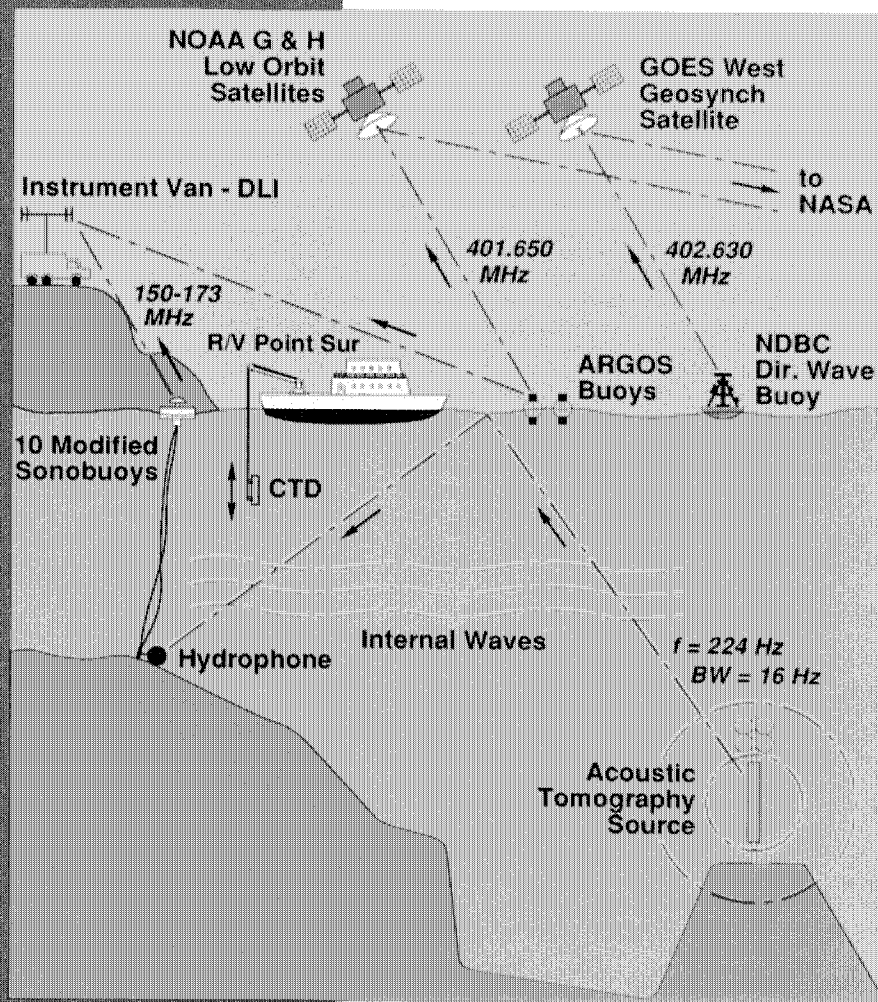 NOAA G & H
Low Orbit
Satellites
GOES West
Geosynch
Satellite
to
NASA
Instrument Van - DLI
401.650
MHz
402.630
MHz
150-173
MHz
R/V Point Sur
ARGOS
Buoys
NDBC
Dir. Wave
Buoy
10 Modified
Sonobuoys
CTD
Internal Waves
Hydrophone
f = 224 Hz
BW = 16 Hz
Acoustic
Tomography
Source